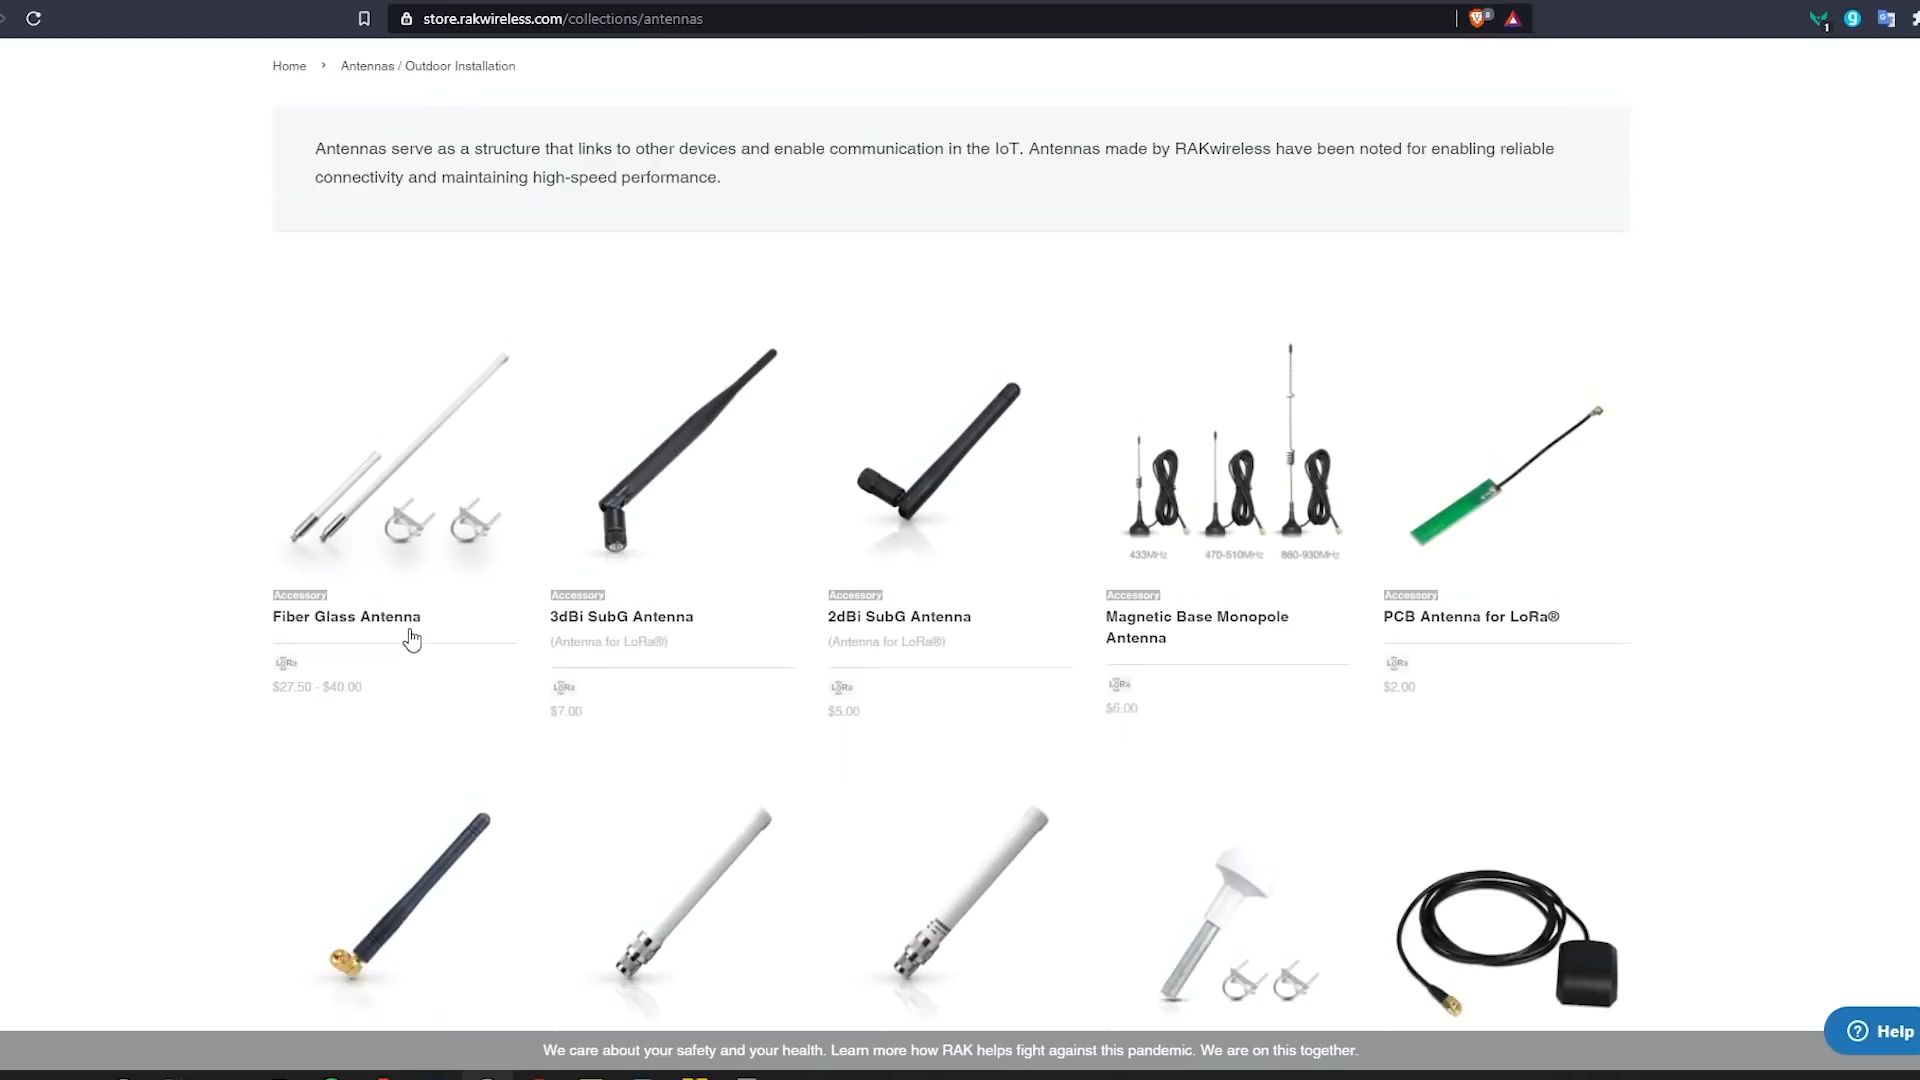 store.rakwireless.com/collections/antennas
8
1
Home › Antennas / Outdoor Installation
Antennas serve as a structure that links to other devices and enable communication in the IoT. Antennas made by RAKwireless have been noted for enabling reliable
connectivity and maintaining high-speed performance.
433MHz 470-510MHz 860-930MHz
Accessory
Fiber Glass Antenna
LoRa
$27.50 - $40.00
Accessory
3dBi SubG Antenna
(Antenna for LoRa®)
LoRa
$7.00
Accessory
2dBi SubG Antenna
(Antenna for LoRa®)
LoRa
$5.00
Accessory
Magnetic Base Monopole
Antenna
LoRa
$6.00
Accessory
PCB Antenna for LoRa®
LoRa
$2.00
Help
We care about your safety and your health. Learn more how RAK helps fight against this pandemic. We are on this together.